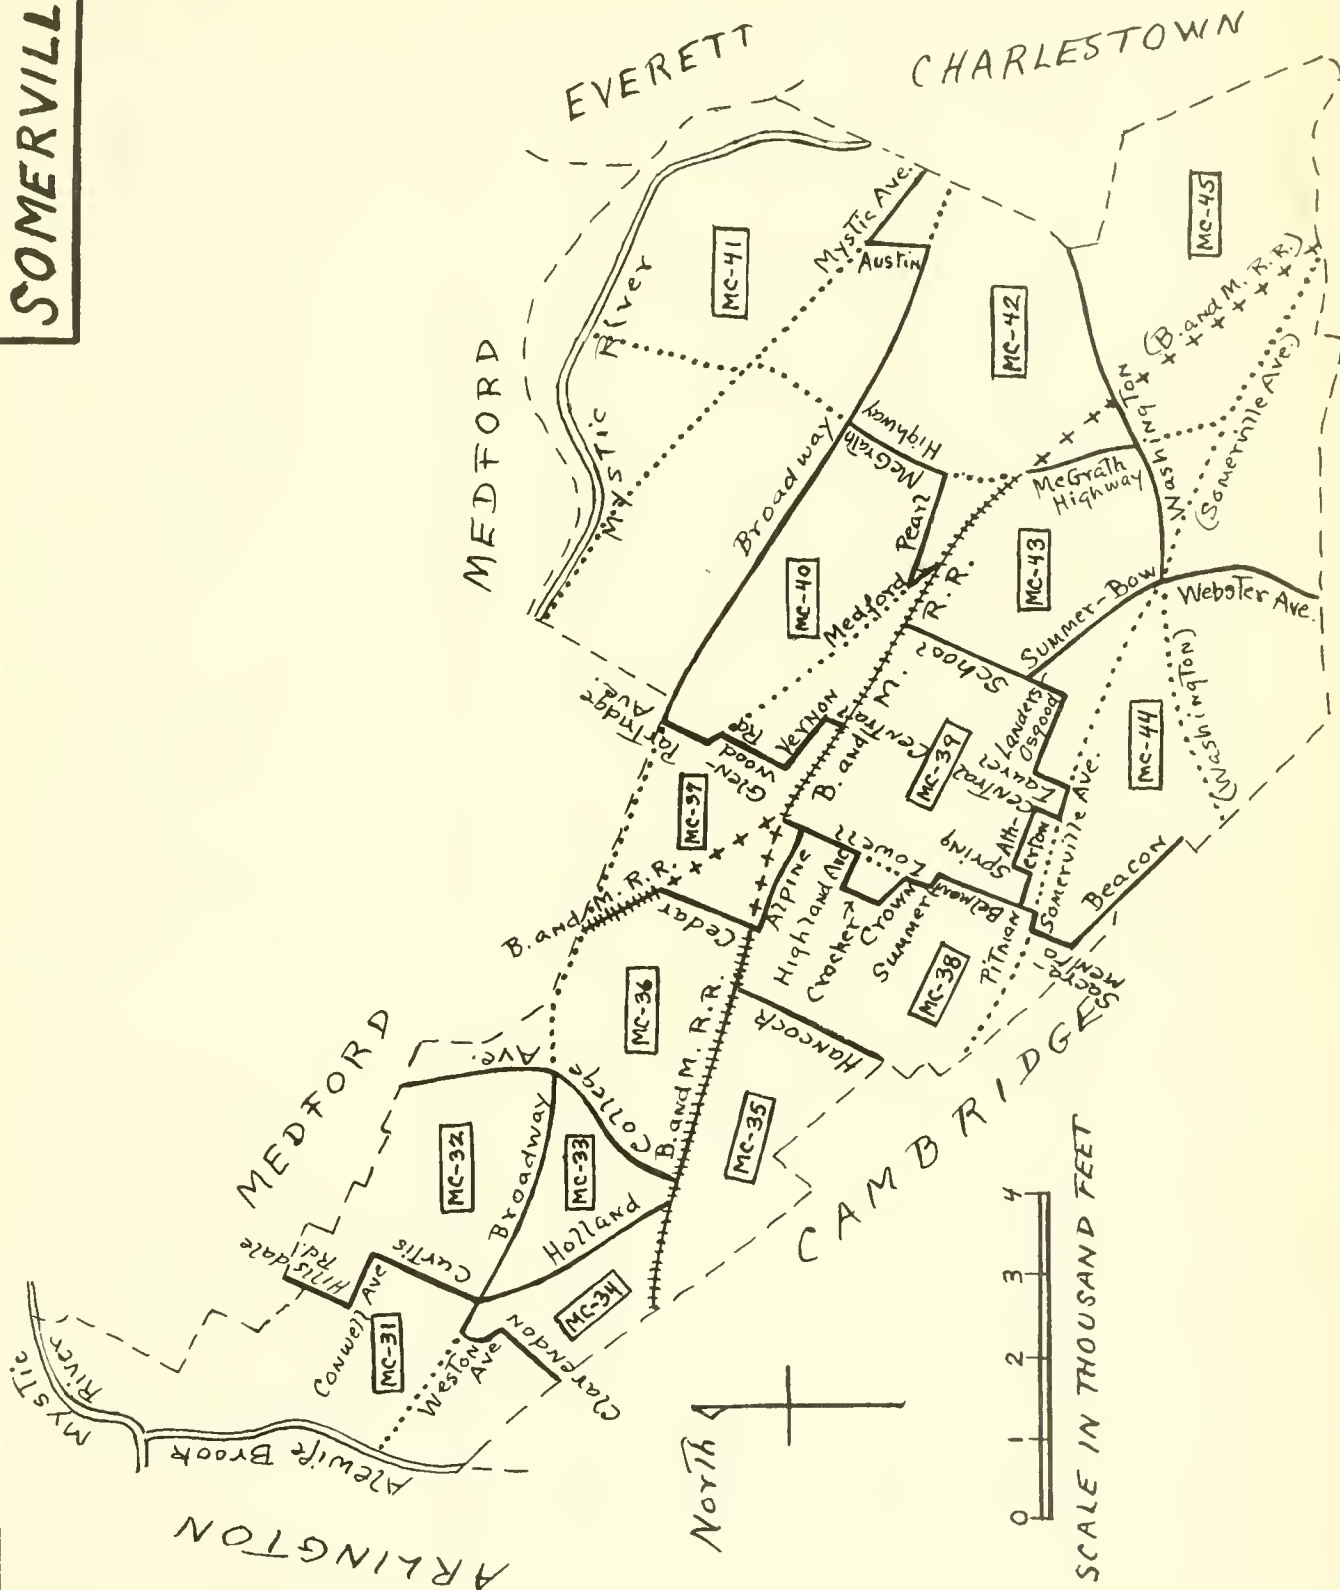 SOMERVILL
EVERETT
CHARLESTOWN
MEDFORD
Mystic River
MC-41
Mystic Ave.
Austin
MC-45
(B. and M. R.R.)
MC-42
Washington
(Somerville Ave.)
Broadway
McGrath Highway
McGrath
Highway
MC-40
Pearl
Medford
B. and M. R.R.
MC-43
Summer-Bow
Webster Ave.
School
Partridge
Ave.
Glen-
wood
Rd
Vernon
Central
MC-39
Landers
Osgood
Laurel
Central
MC-44
(Washington)
MC-37
Lowell
Spring
Ath-
erton
Somerville Ave.
Beacon
B. and M. R.R.
Cedar
Alpine
Highland Ave
Crocker
Crown
Summer
Belmont
Pitman
Sacra-
mento
MC-38
MC-36
B. and M. R.R.
Hancock
CAMBRIDGE
MEDFORD
College Ave.
MC-35
MC-32
MC-33
Broadway
Holland
Hillsdale
Rd.
Curtis
MC-34
Conwell Ave
MC-31
Weston
Ave
Clarendon
Mystic
River
Alewife Brook
ARLINGTON
North
0 1 2 3 4
SCALE IN THOUSAND FEET